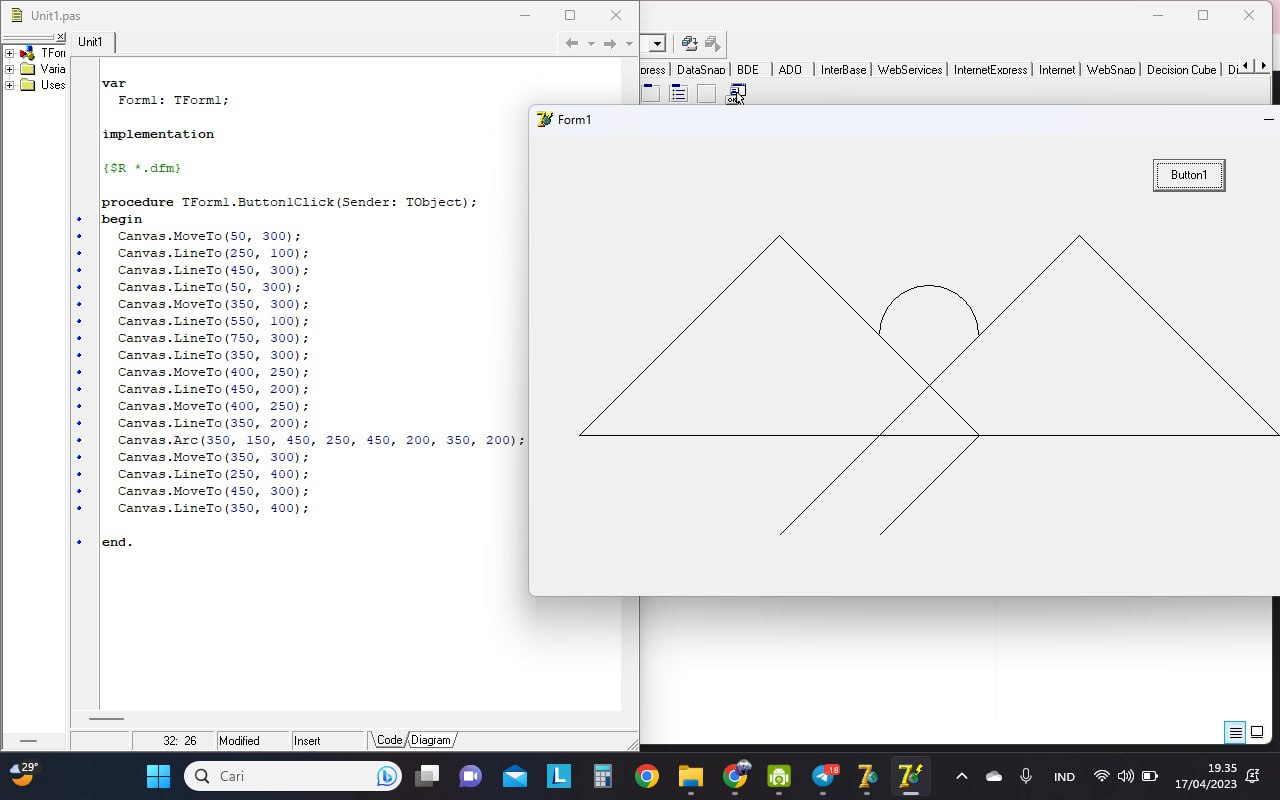 Unit1.pas
Unit1
TForm
Varia
Uses
var
Form1: TForm1;
implementation
{$R *.dfm}
procedure TForm1.Button1Click(Sender: TObject);
begin
Canvas.MoveTo(50, 300);
Canvas.LineTo(250, 100);
Canvas.LineTo(450, 300);
Canvas.LineTo(50, 300);
Canvas.MoveTo(350, 300);
Canvas.LineTo(550, 100);
Canvas.LineTo(750, 300);
Canvas.LineTo(350, 300);
Canvas.MoveTo(400, 250);
Canvas.LineTo(450, 200);
Canvas.MoveTo(400, 250);
Canvas.LineTo(350, 200);
Canvas.Arc(350, 150, 450, 250, 450, 200, 350, 200);
Canvas.MoveTo(350, 300);
Canvas.LineTo(250, 400);
Canvas.MoveTo(450, 300);
Canvas.LineTo(350, 400);
end.
32: 26 Modified Insert Code Diagram
press DataSnap BDE ADO InterBase WebServices InternetExpress Internet WebSnap Decision Cube Di
OK
Form1
Button1
29°
Cari
L
18
IND
19.35
17/04/2023